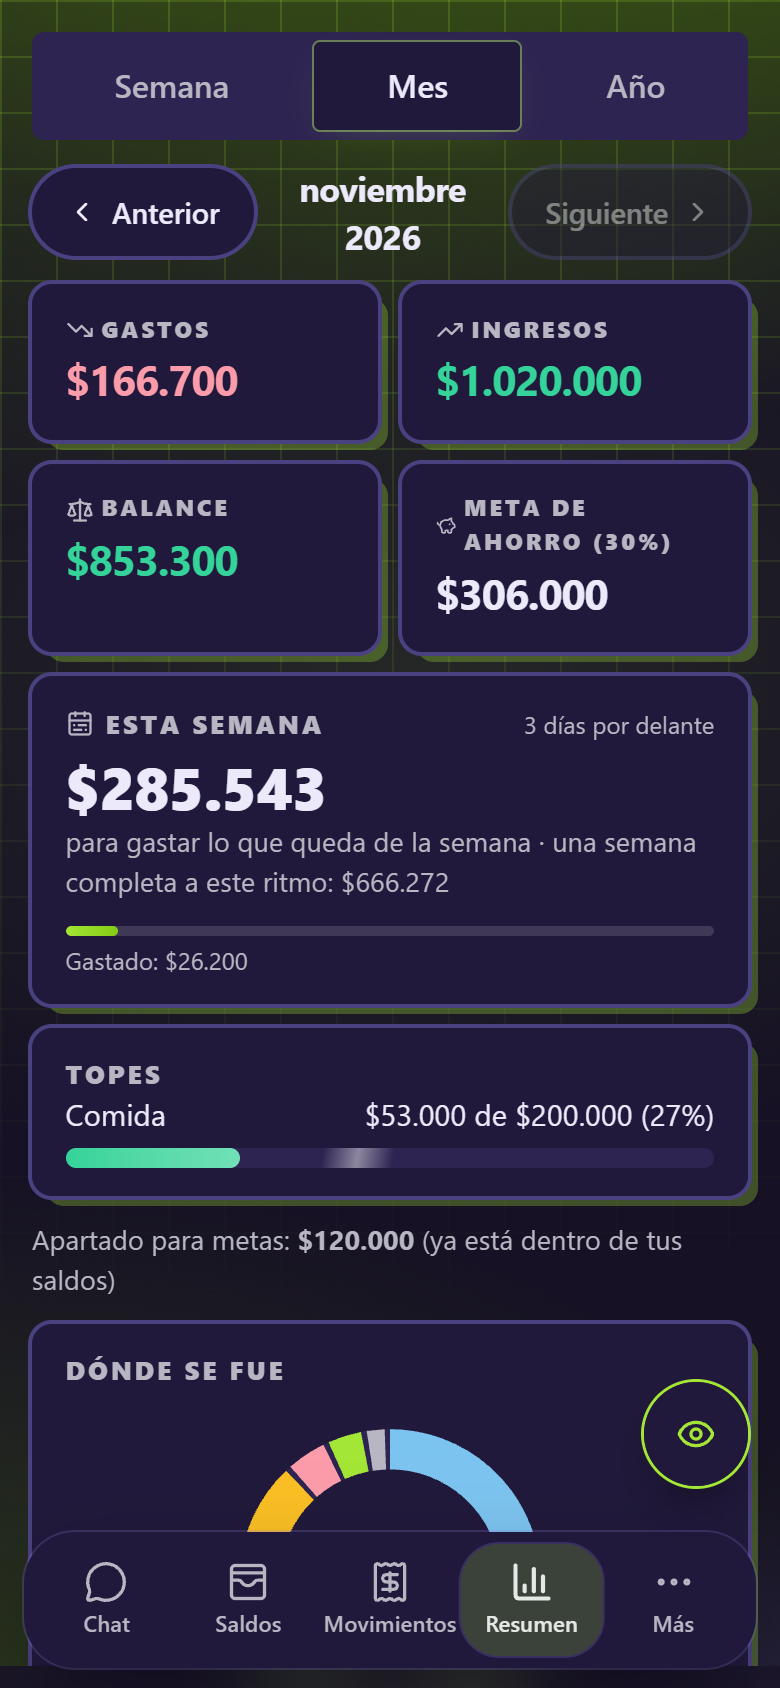 Semana Mes Año
Anterior
noviembre
2026
Siguiente
GASTOS
$166.700
INGRESOS
$1.020.000
BALANCE
$853.300
META DE
AHORRO (30%)
$306.000
ESTA SEMANA
3 días por delante
$285.543
para gastar lo que queda de la semana · una semana
completa a este ritmo: $666.272
Gastado: $26.200
TOPES
Comida $53.000 de $200.000 (27%)
Apartado para metas: $120.000 (ya está dentro de tus
saldos)
DÓNDE SE FUE
Chat Saldos Movimientos Resumen Más